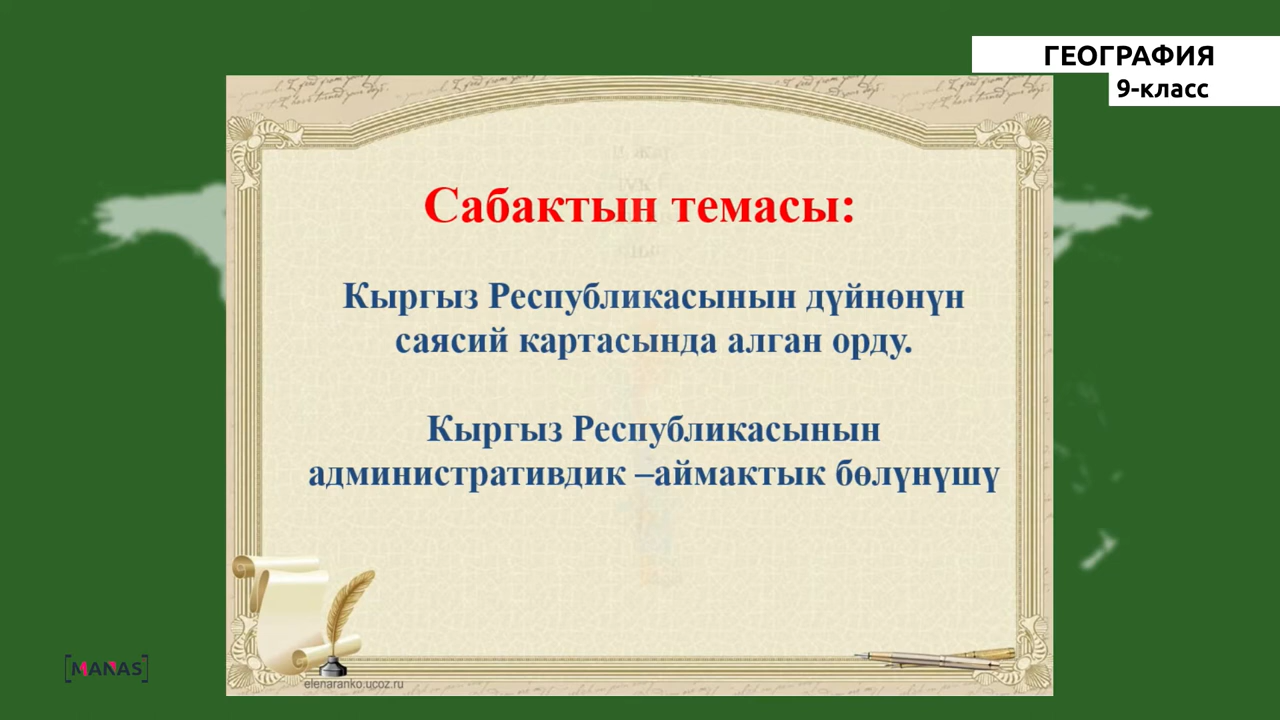 ГЕОГРАФИЯ
9-класс
Сабактын темасы:
Кыргыз Республикасынын дүйнөнүн
саясий картасында алган орду.
Кыргыз Республикасынын
административдик –аймактык бөлүнүшү
[MANAS]
elenaranko.ucoz.ru